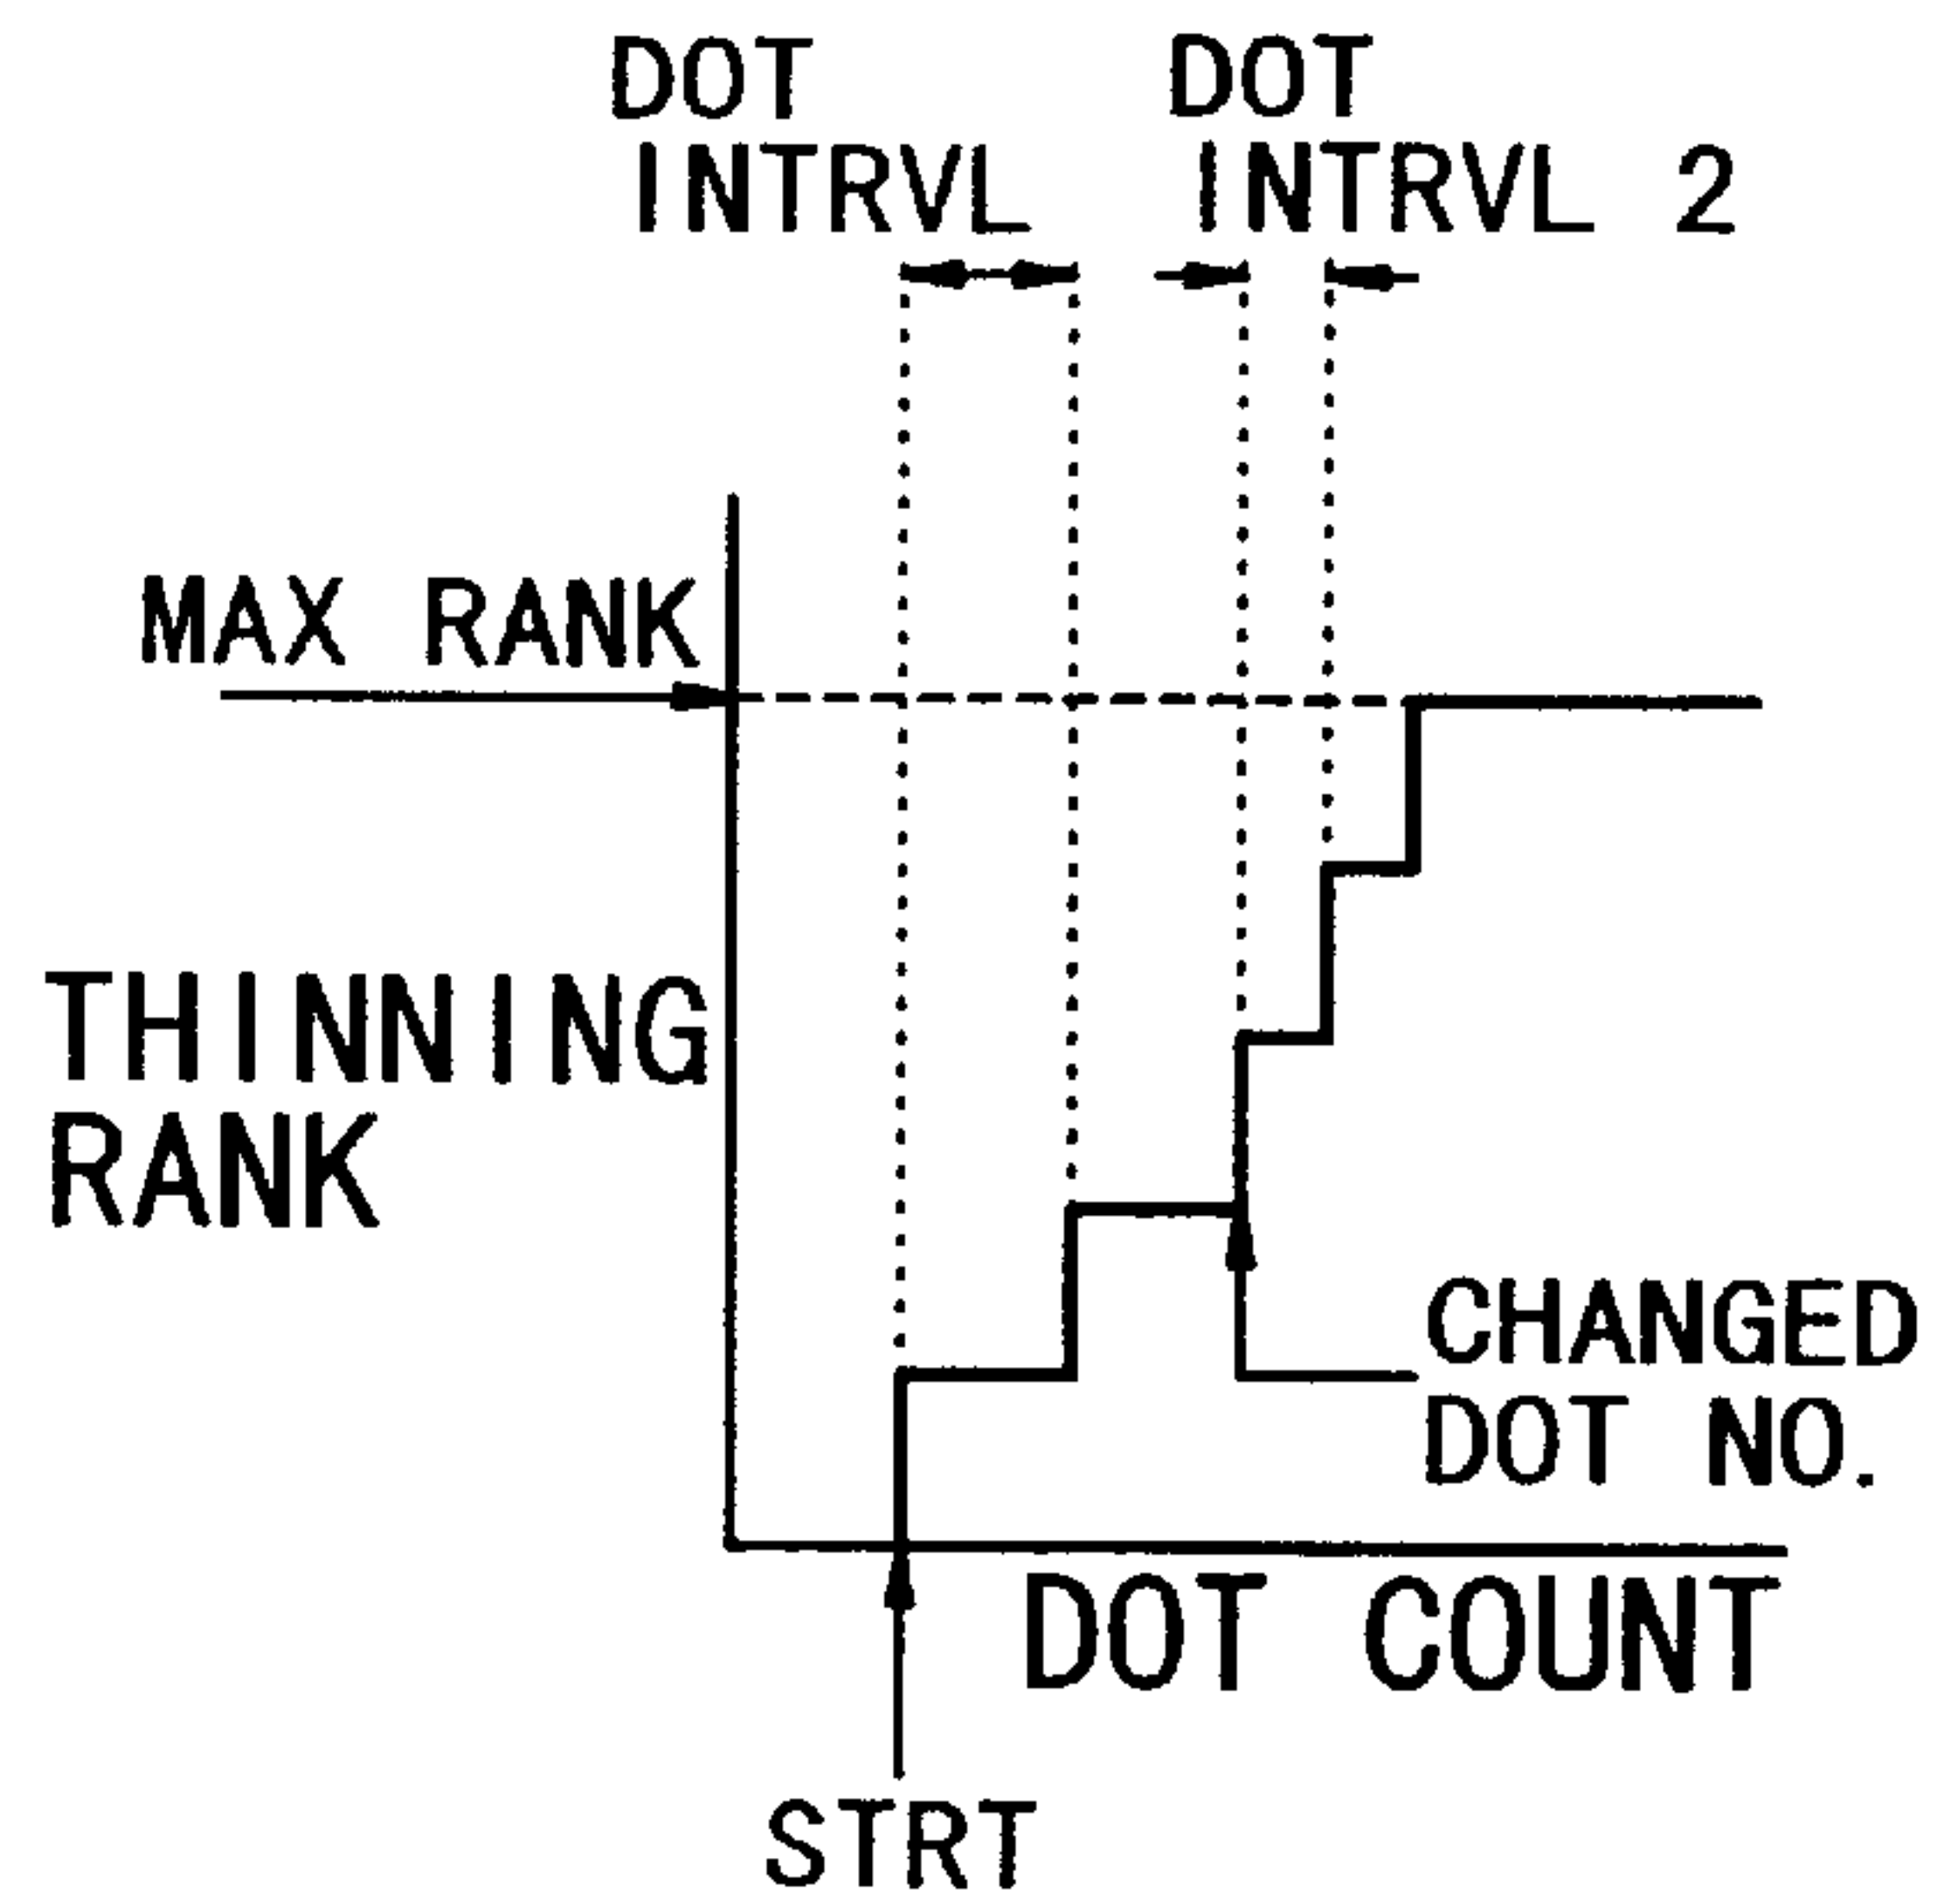 DOT
INTRVL
DOT
INTRVL 2
MAX RANK
THINNING
RANK
CHANGED
DOT NO.
DOT COUNT
STRT